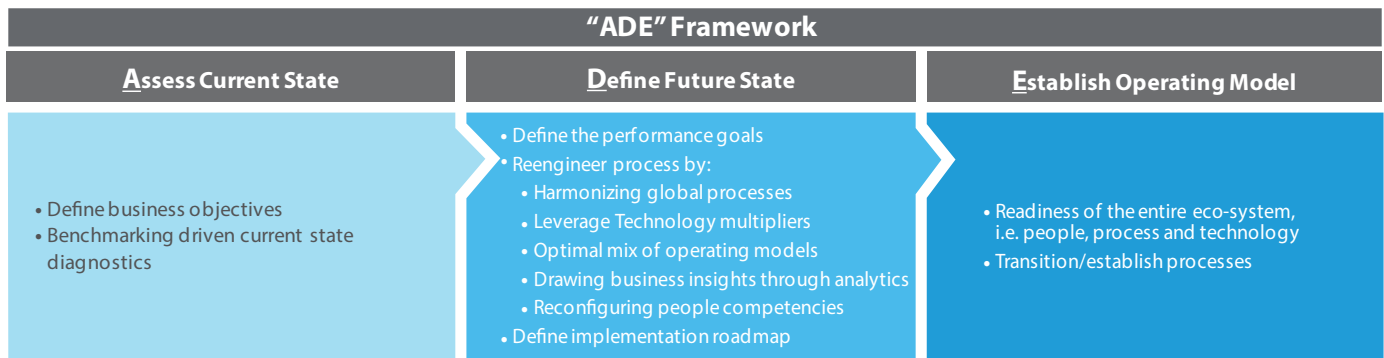 “ADE” Framework
Assess Current State
Define Future State
Establish Operating Model
• Define business objectives
• Benchmarking driven current state
diagnostics
• Define the performance goals
• Reengineer process by:
• Harmonizing global processes
• Leverage Technology multipliers
• Optimal mix of operating models
• Drawing business insights through analytics
• Reconfiguring people competencies
• Define implementation roadmap
• Readiness of the entire eco-system,
i.e. people, process and technology
• Transition/establish processes